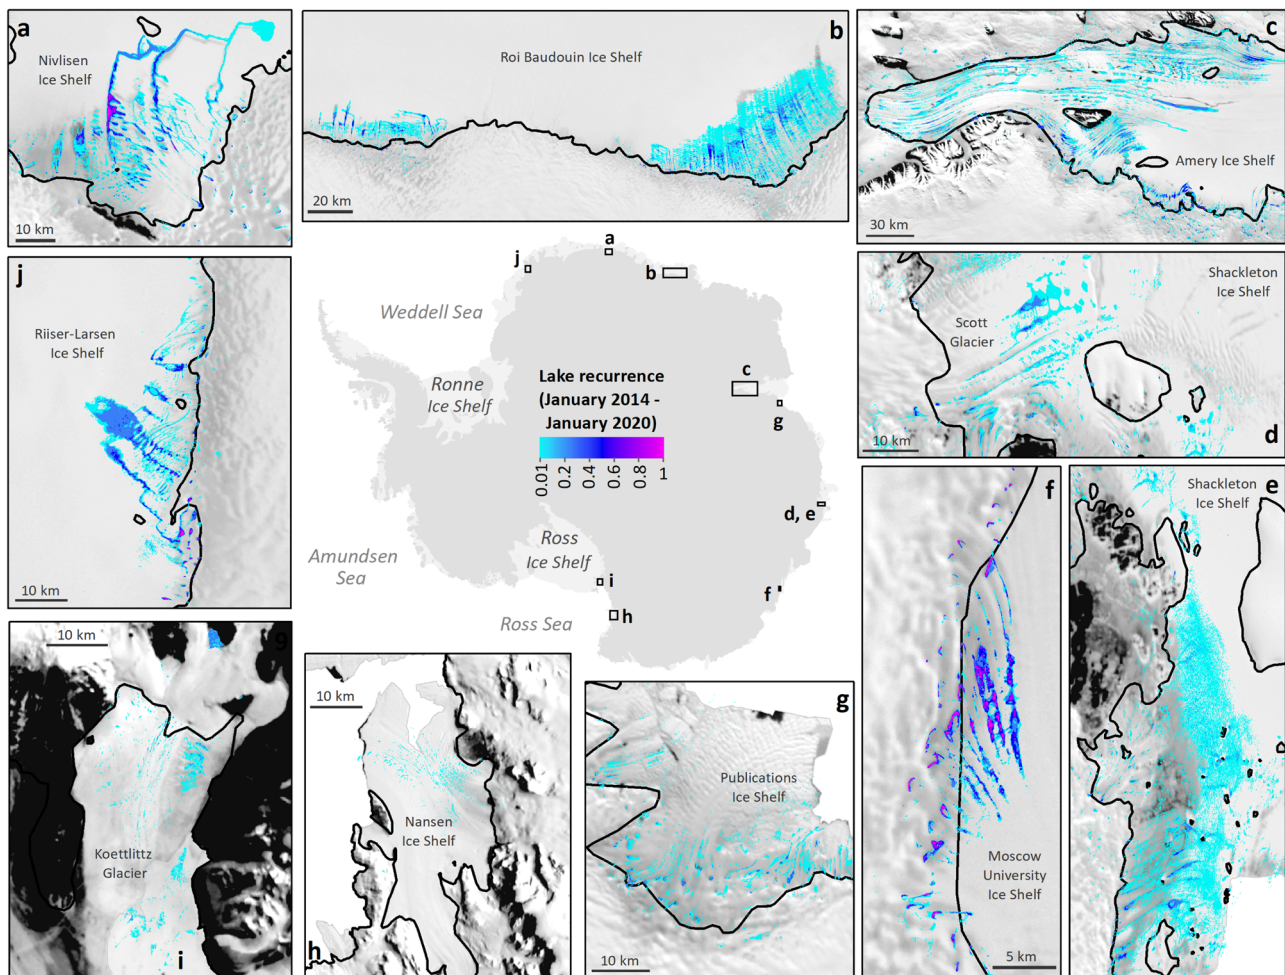 a
Nivlisen
Ice Shelf
10 km
b
Roi Baudouin Ice Shelf
20 km
c
Amery Ice Shelf
30 km
j
Riiser-Larsen
Ice Shelf
10 km
a
j
b
Weddell Sea
Ronne
Ice Shelf
c
g
Lake recurrence
(January 2014 -
January 2020)
0.01
0.2
0.4
0.6
0.8
1
d, e
Ross
Ice Shelf
Amundsen
Sea
i
f
h
Ross Sea
Shackleton
Ice Shelf
Scott
Glacier
10 km
d
f
Moscow
University
Ice Shelf
5 km
e
Shackleton
Ice Shelf
10 km
g
Koettlittz
Glacier
i
10 km
Nansen
Ice Shelf
h
g
Publications
Ice Shelf
10 km